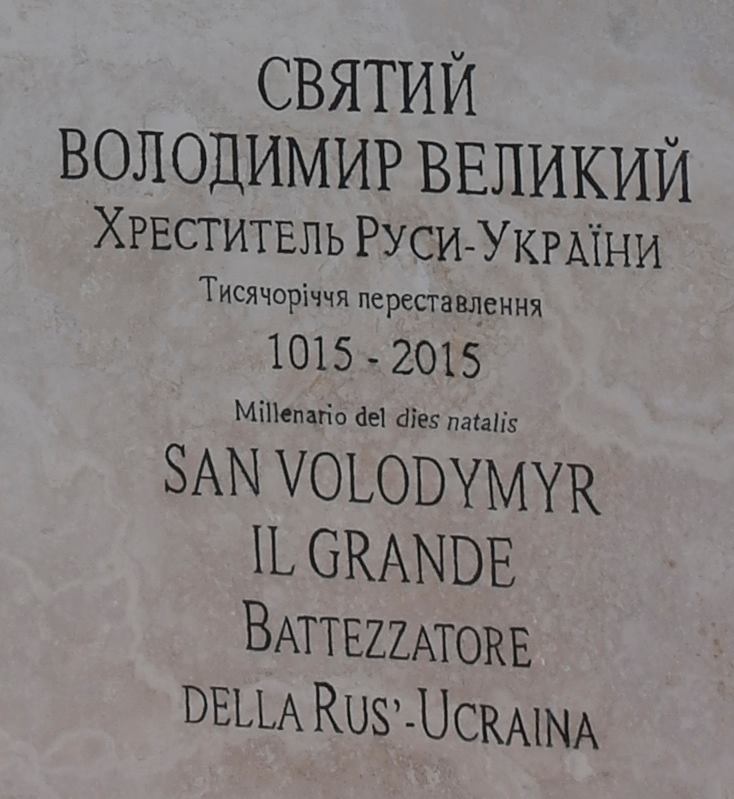 СВЯТИЙ
ВОЛОДИМИР ВЕЛИКИЙ
ХРЕСТИТЕЛЬ РУСИ-УКРАЇНИ
Тисячоріччя переставлення
1015 - 2015
Millenario del dies natalis
SAN VOLODYMYR
IL GRANDE
BATTEZZATORE
DELLA RUS’-UCRAINA